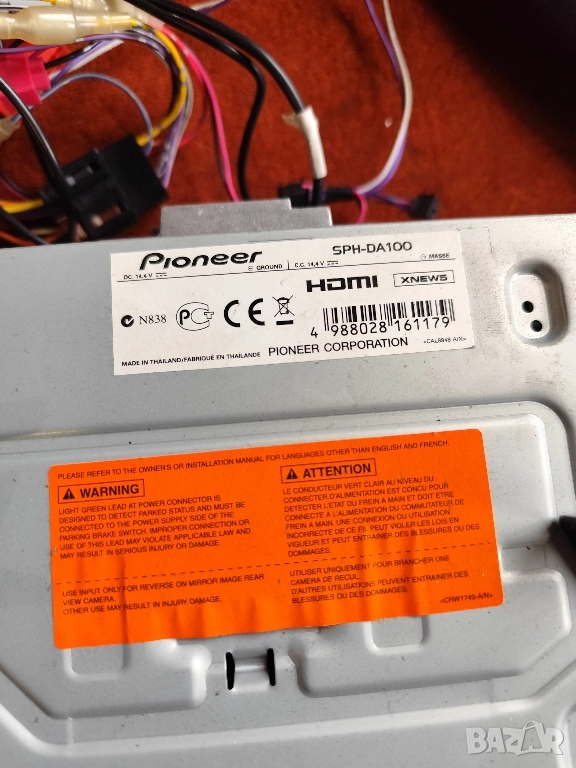 Pioneer
SPH-DA100
DC. 14,4 V
⊖ GROUND
C.C. 14,4 V
⊖ MASSE
HDMI
XNEWS
N838
CE
4 988028 161179
MADE IN THAILAND/FABRIQUÉ EN THAÏLANDE
PIONEER CORPORATION
<CAL8948-A/N>
PLEASE REFER TO THE OWNER'S OR INSTALLATION MANUAL FOR LANGUAGES OTHER THAN ENGLISH AND FRENCH.
WARNING
LIGHT GREEN LEAD AT POWER CONNECTOR IS
DESIGNED TO DETECT PARKED STATUS AND MUST BE
CONNECTED TO THE POWER SUPPLY SIDE OF THE
PARKING BRAKE SWITCH. IMPROPER CONNECTION OR
USE OF THIS LEAD MAY VIOLATE APPLICABLE LAW AND
MAY RESULT IN SERIOUS INJURY OR DAMAGE.
USE INPUT ONLY FOR REVERSE OR MIRROR IMAGE REAR
VIEW CAMERA.
OTHER USE MAY RESULT IN INJURY OR DAMAGE.
ATTENTION
LE CONDUCTEUR VERT CLAIR AU NIVEAU DU
CONNECTER D'ALIMENTATION EST CONÇU POUR
DÉTECTER L'ÉTAT DU FREIN À MAIN ET DOIT ÊTRE
CONNECTÉ À L'ALIMENTATION DU COMMUTATEUR DE
FREIN À MAIN. UNE CONNEXION OU UTILISATION
INCORRECTE DE CE FIL PEUT VIOLER LES LOIS EN
VIGUEUR ET PEUT ENTRAÎNER DES BLESSURES OU DES
DOMMAGES.
UTILISER UNIQUEMENT POUR BRANCHER UNE
CAMÉRA DE RECUL.
D'AUTRES UTILISATIONS PEUVENT ENTRAÎNER DES
BLESSURES OU DES DOMMAGES.
<CRW1749-A/N>
BAZAR